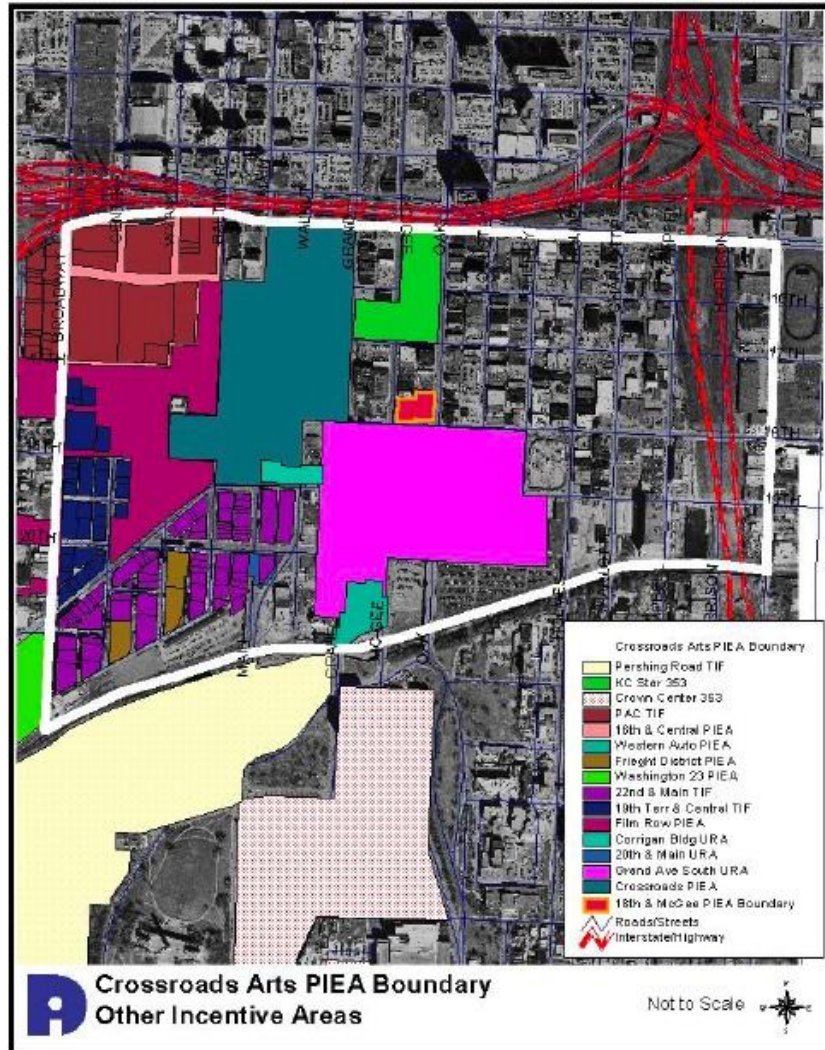 BROADWAY
WALNUT
GRAND
OAK
16TH
17TH
18TH
19TH
20TH
McGEE
Crossroads Arts PIEA Boundary
Pershing Road TIF
KC Star 353
Crown Center 353
PAC TIF
16th & Central PIEA
Western Auto PIEA
Frieght District PIEA
Washington 23 PIEA
22nd & Main TIF
19th Terr & Central TIF
Film Row PIEA
Corrigan Bldg URA
20th & Main URA
Grand Ave South URA
Crossroads PIEA
18th & McGee PIEA Boundary
Roads/Streets
Interstate/Highway
Crossroads Arts PIEA Boundary
Other Incentive Areas
Not to Scale